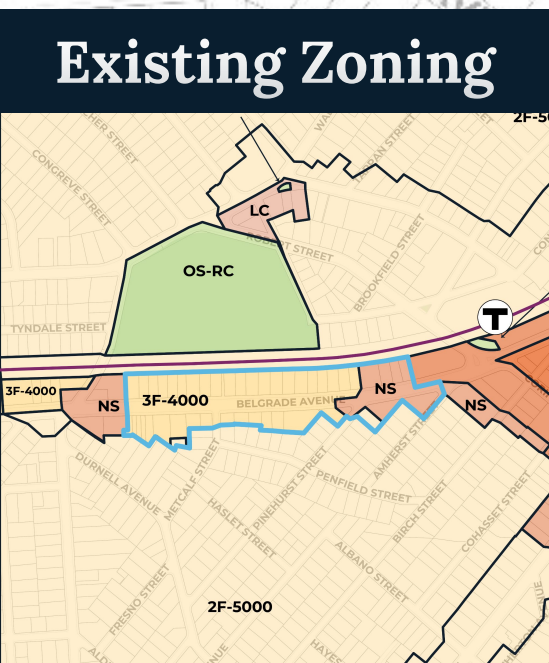 Existing Zoning
2F-50
CONGREVE STREET
LC
ROBERT STREET
OS-RC
BROOKFIELD STREET
TYNDALE STREET
T
3F-4000
NS
3F-4000
BELGRADE AVENUE
NS
NS
DURNELL AVENUE
METCALF STREET
HASLET STREET
PINEHURST STREET
PENFIELD STREET
AMHERST STREET
BIRCH STREET
COHASSET STREET
ALBANO STREET
FRESNO STREET
2F-5000